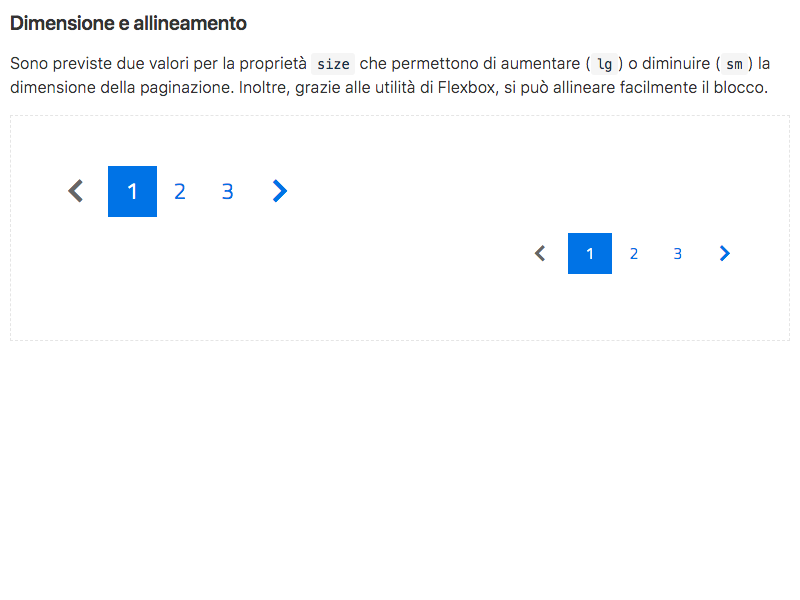 Dimensione e allineamento
Sono previste due valori per la proprietà size che permettono di aumentare ( lg ) o diminuire ( sm ) la
dimensione della paginazione. Inoltre, grazie alle utilità di Flexbox, si può allineare facilmente il blocco.
1 2 3
1 2 3